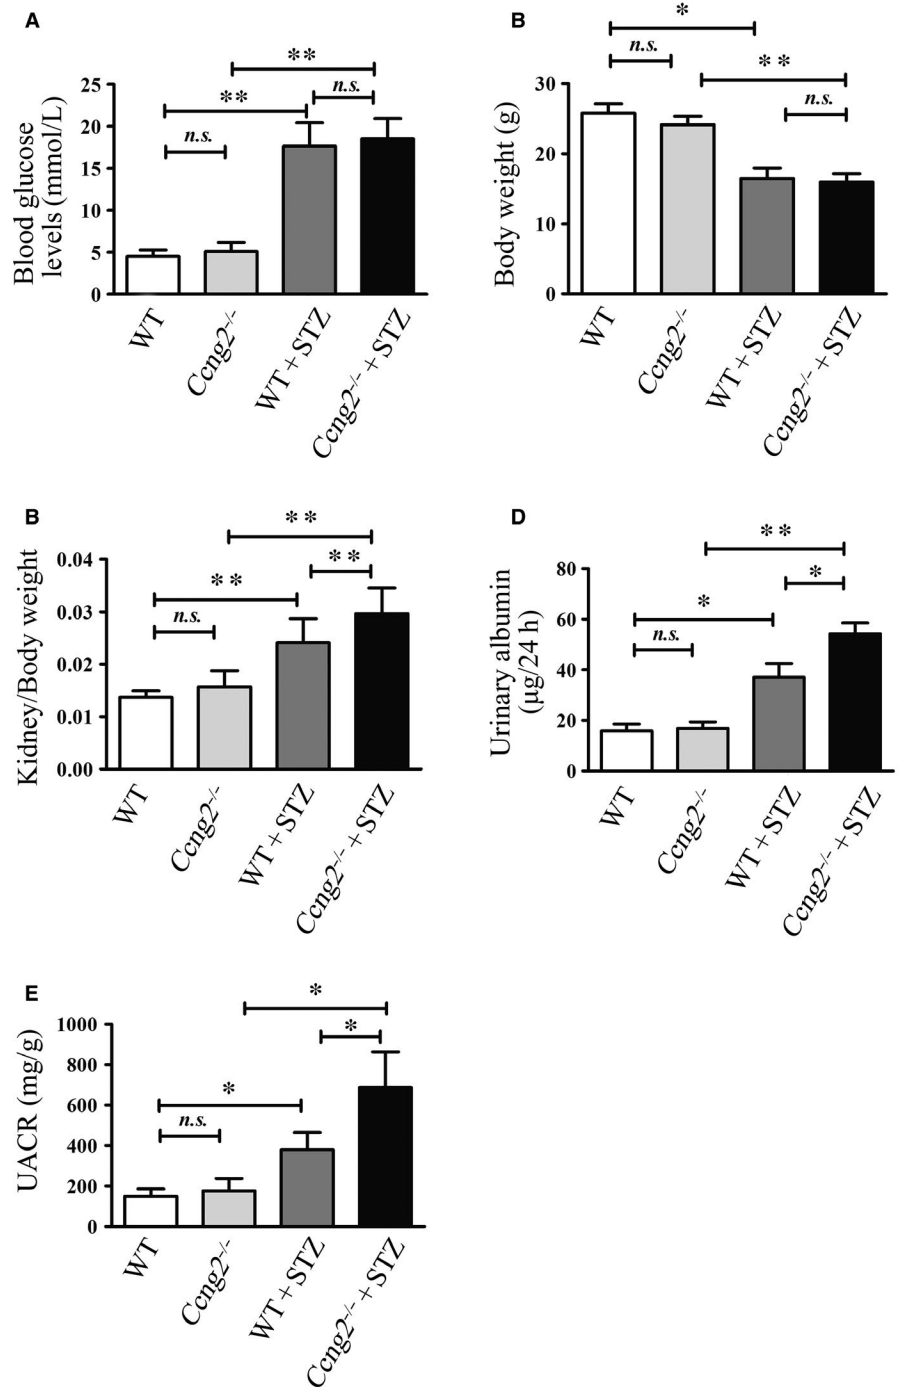 A
**
**
n.s.
n.s.
25
20
15
10
5
0
Blood glucose
levels (mmol/L)
WT
Ccng2⁻/⁻
WT + STZ
Ccng2⁻/⁻ + STZ
B
*
n.s.
**
n.s.
30
20
10
0
Body weight (g)
WT
Ccng2⁻/⁻
WT + STZ
Ccng2⁻/⁻ + STZ
B
**
**
**
n.s.
0.04
0.03
0.02
0.01
0.00
Kidney/Body weight
WT
Ccng2⁻/⁻
WT + STZ
Ccng2⁻/⁻ + STZ
D
**
*
*
n.s.
80
60
40
20
0
Urinary albumin
(µg/24 h)
WT
Ccng2⁻/⁻
WT + STZ
Ccng2⁻/⁻ + STZ
E
*
*
*
n.s.
1000
800
600
400
200
0
UACR (mg/g)
WT
Ccng2⁻/⁻
WT + STZ
Ccng2⁻/⁻ + STZ